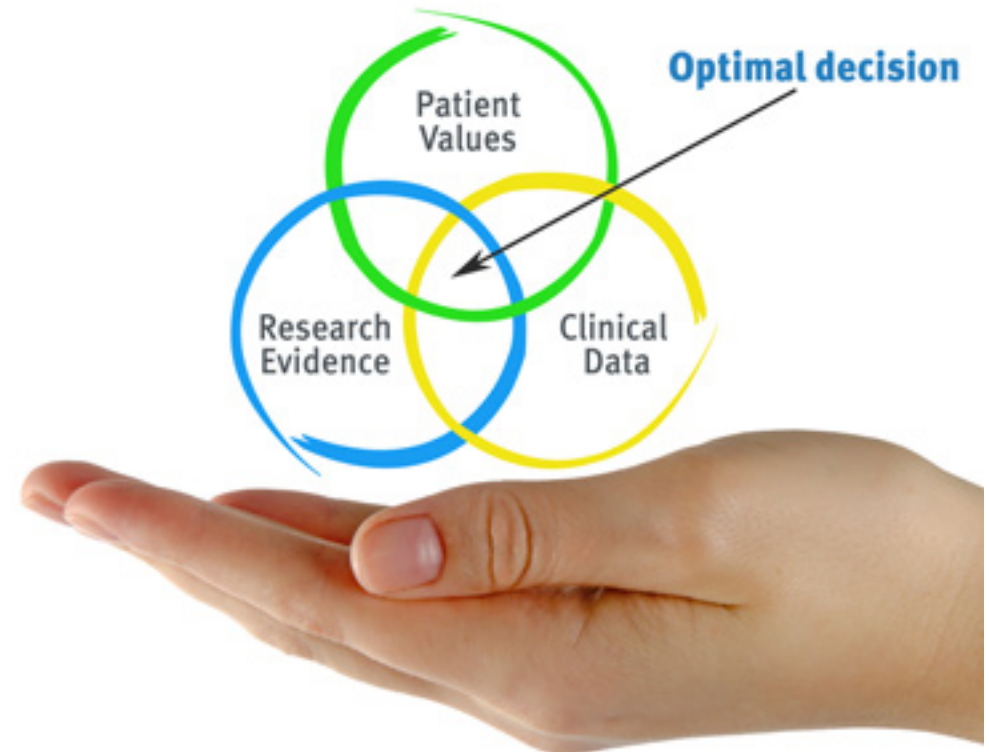 Optimal decision
Patient
Values
Research
Evidence
Clinical
Data